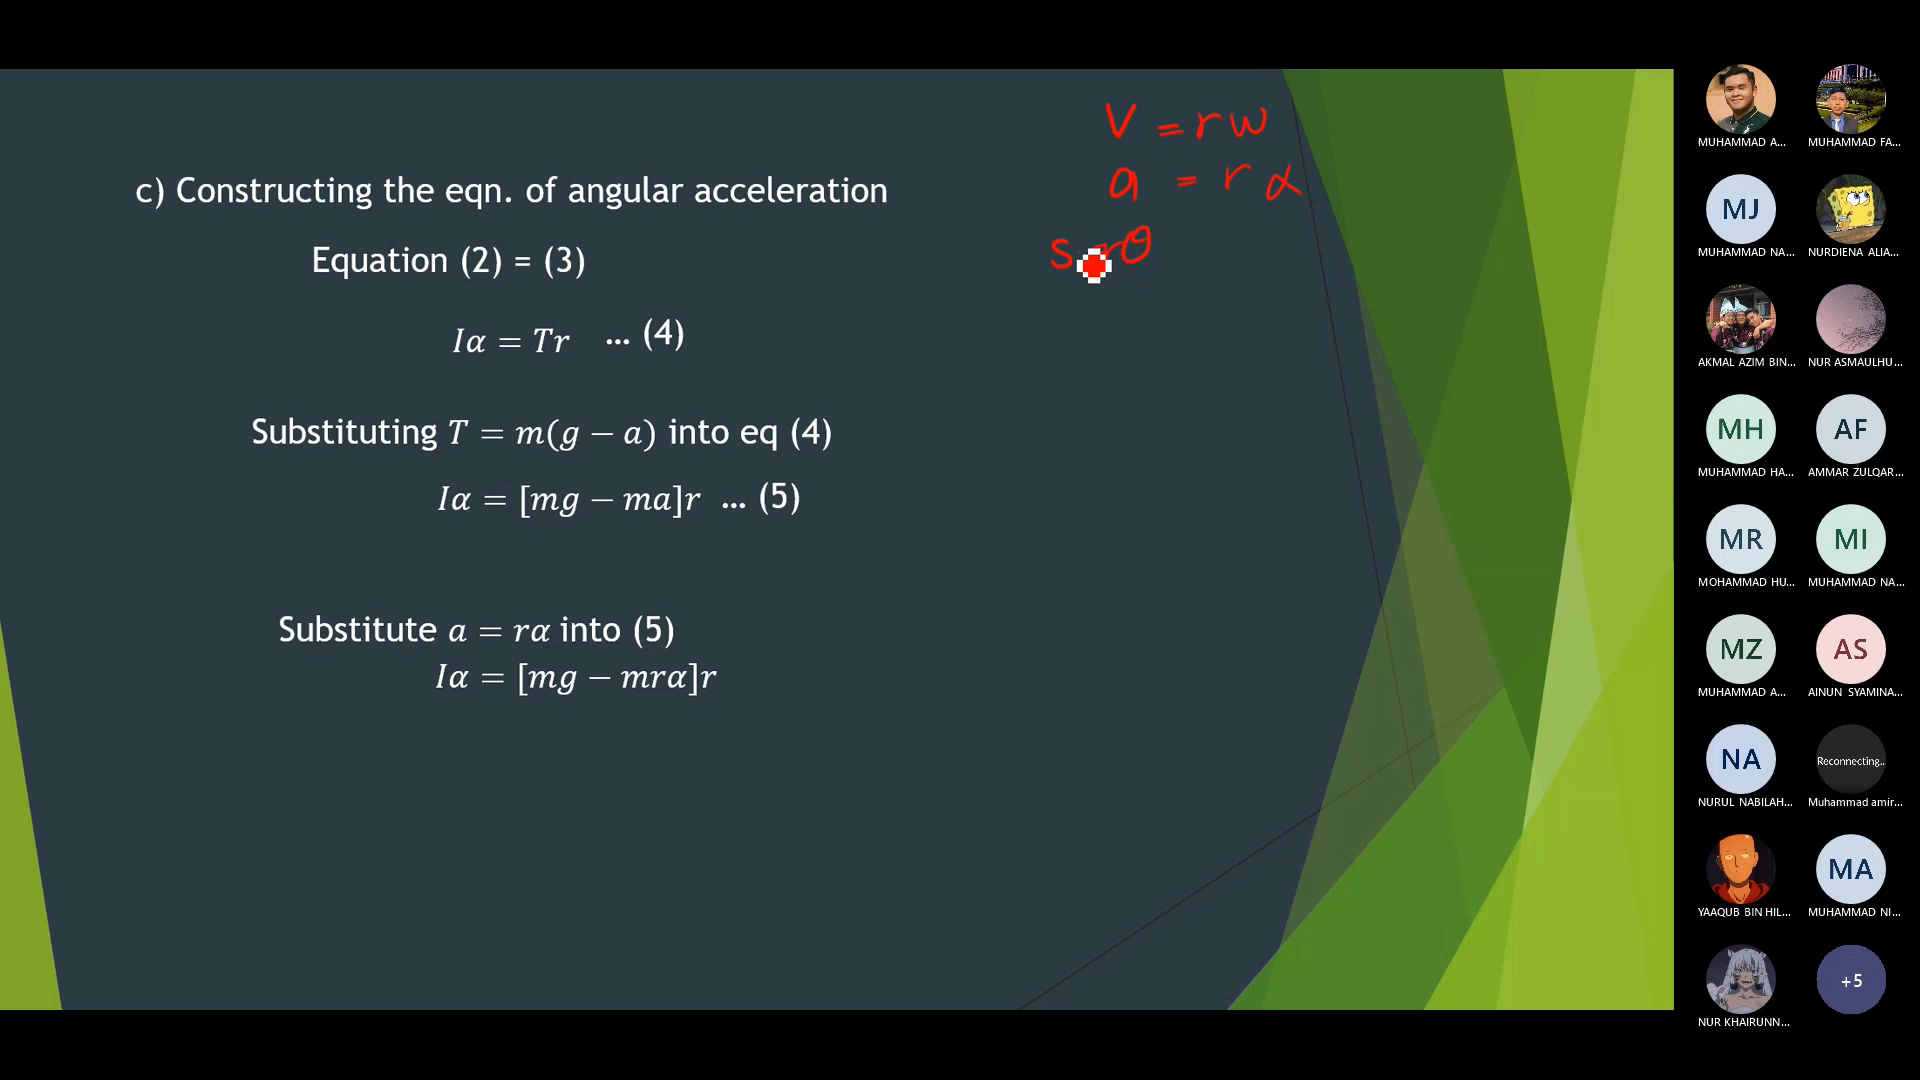 V = rω
a = rα
c) Constructing the eqn. of angular acceleration
s rθ
Equation (2) = (3)
Iα = Tr ... (4)
Substituting T = m(g − a) into eq (4)
Iα = [mg − ma]r ... (5)
Substitute a = rα into (5)
Iα = [mg − mrα]r
MUHAMMAD A...
MUHAMMAD FA...
MJ
MUHAMMAD NA...
NURDIENA ALIA...
AKMAL AZIM BIN...
NUR ASMAULHU...
MH
MUHAMMAD HA...
AF
AMMAR ZULQAR...
MR
MOHAMMAD HU...
MI
MUHAMMAD NA...
MZ
MUHAMMAD A...
AS
AINUN SYAMINA...
NA
NURUL NABILAH...
Reconnecting...
Muhammad amir...
YAAQUB BIN HIL...
MA
MUHAMMAD NI...
NUR KHAIRUNN...
+5